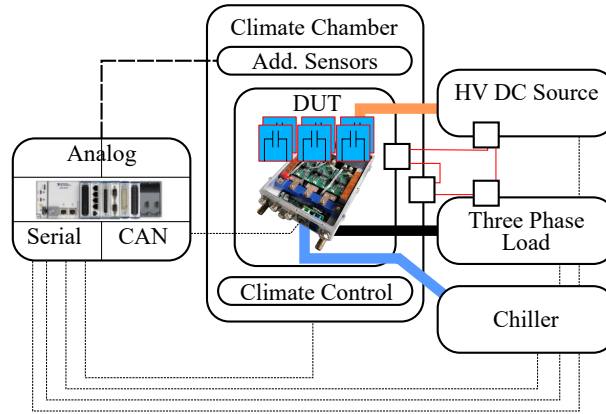 Climate Chamber
Add. Sensors
DUT
HV DC Source
Analog
Serial
CAN
Three Phase
Load
Climate Control
Chiller